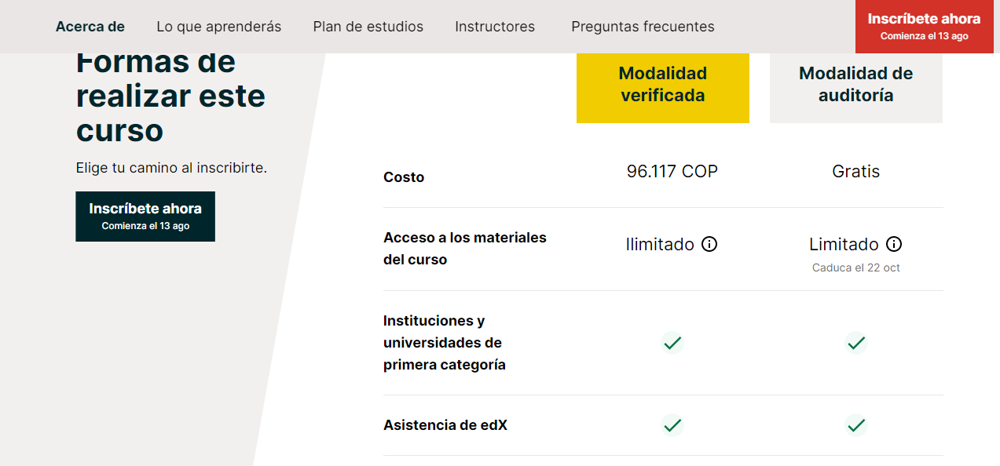 Acerca de
Lo que aprenderás
Plan de estudios
Instructores
Preguntas frecuentes
Inscríbete ahora
Comienza el 13 ago
Formas de
realizar este
curso
Elige tu camino al inscribirte.
Inscríbete ahora
Comienza el 13 ago
Modalidad
verificada
Modalidad de
auditoría
Costo
96.117 COP
Gratis
Acceso a los materiales
del curso
Ilimitado
Limitado
Caduca el 22 oct
Instituciones y
universidades de
primera categoría
Asistencia de edX